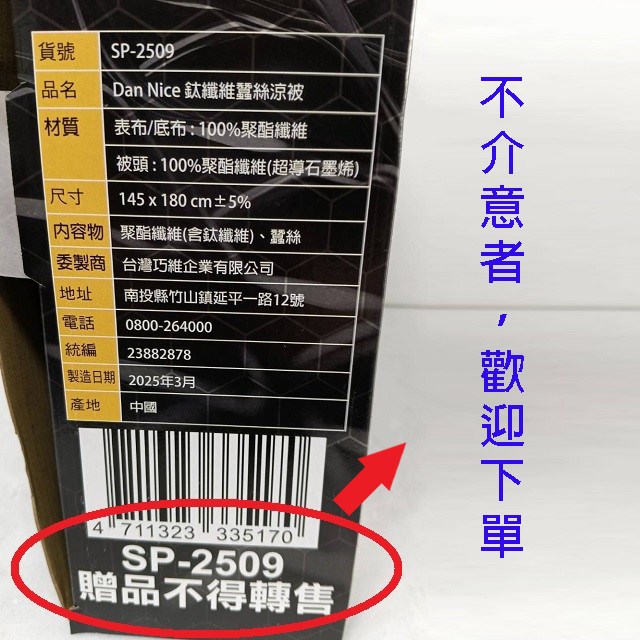 貨號 SP-2509
品名 Dan Nice 鈦纖維蠶絲涼被
材質 表布/底布:100%聚酯纖維
被頭:100%聚酯纖維(超導石墨烯)
尺寸 145 x 180 cm±5%
內容物 聚酯纖維(含鈦纖維)、蠶絲
委製商 台灣巧維企業有限公司
地址 南投縣竹山鎮延平一路12號
電話 0800-264000
統編 23882878
製造日期 2025年3月
產地 中國
4 711323 335170
SP-2509
贈品不得轉售
不介意者，歡迎下單